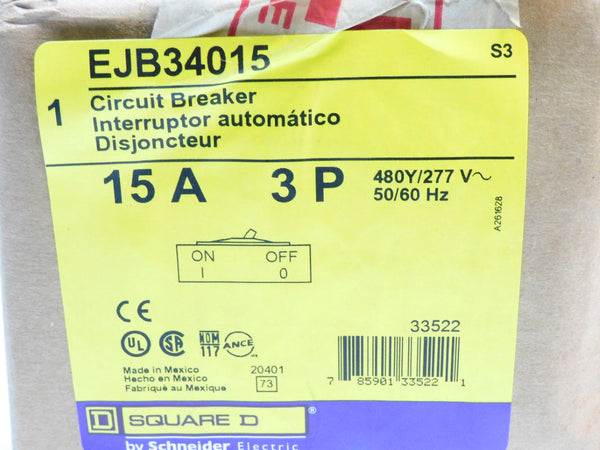 EJB34015
S3
1
Circuit Breaker
Interruptor automático
Disjoncteur
15 A 3 P 480Y/277 V~
50/60 Hz
A261628
ON OFF
I 0
CE
UL SA NOM 117 ANCE
33522
Made in Mexico 20401
Hecho en Mexico 73
Fabriqué au Mexique
7 85901 33522 1
D SQUARE D ®
by Schneider Electric